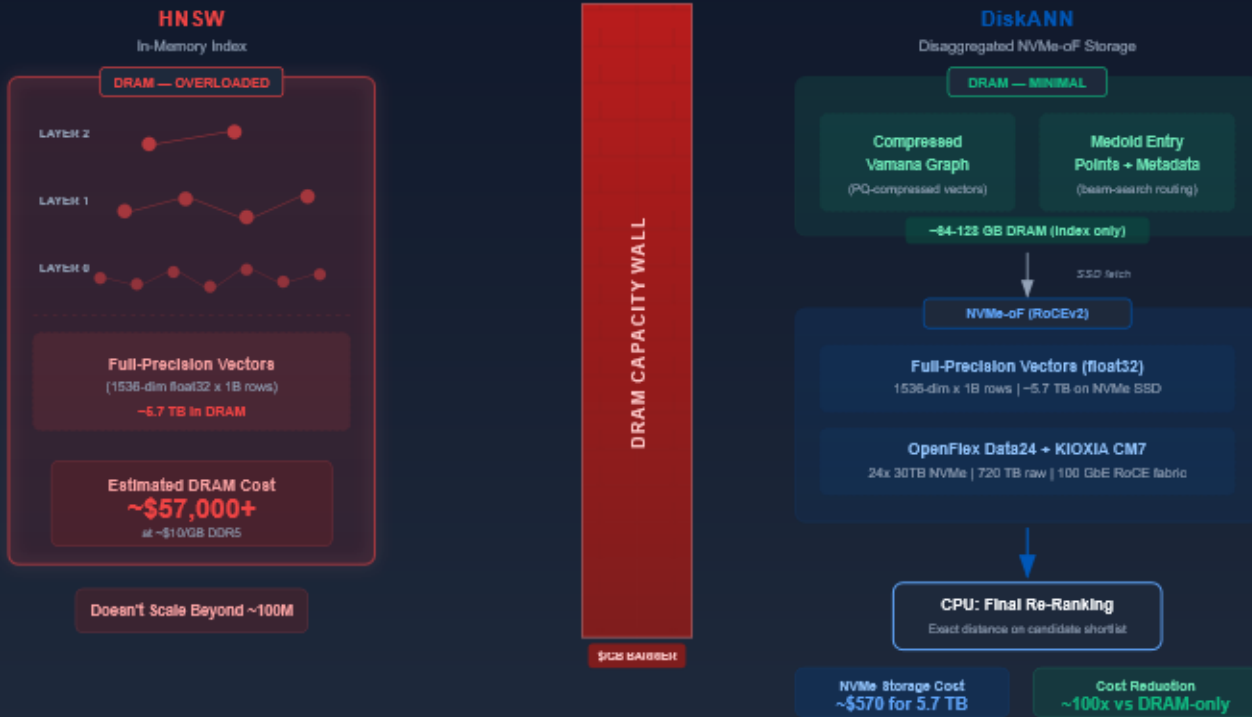 HNSW
In-Memory Index
DRAM — OVERLOADED
LAYER 2
LAYER 1
LAYER 0
Full-Precision Vectors
(1536-dim float32 x 1B rows)
~5.7 TB in DRAM
Estimated DRAM Cost
~$57,000+
at ~$10/GB DDR5
Doesn't Scale Beyond ~100M
DRAM CAPACITY WALL
$/GB BARRIER
DiskANN
Disaggregated NVMe-oF Storage
DRAM — MINIMAL
Compressed
Vamana Graph
(PQ-compressed vectors)
Medoid Entry
Points + Metadata
(beam-search routing)
~64-128 GB DRAM (index only)
SSD fetch
NVMe-oF (RoCEv2)
Full-Precision Vectors (float32)
1536-dim x 1B rows | ~5.7 TB on NVMe SSD
OpenFlex Data24 + KIOXIA CM7
24x 30TB NVMe | 720 TB raw | 100 GbE RoCE fabric
CPU: Final Re-Ranking
Exact distance on candidate shortlist
NVMe Storage Cost
~$570 for 5.7 TB
Cost Reduction
~100x vs DRAM-only